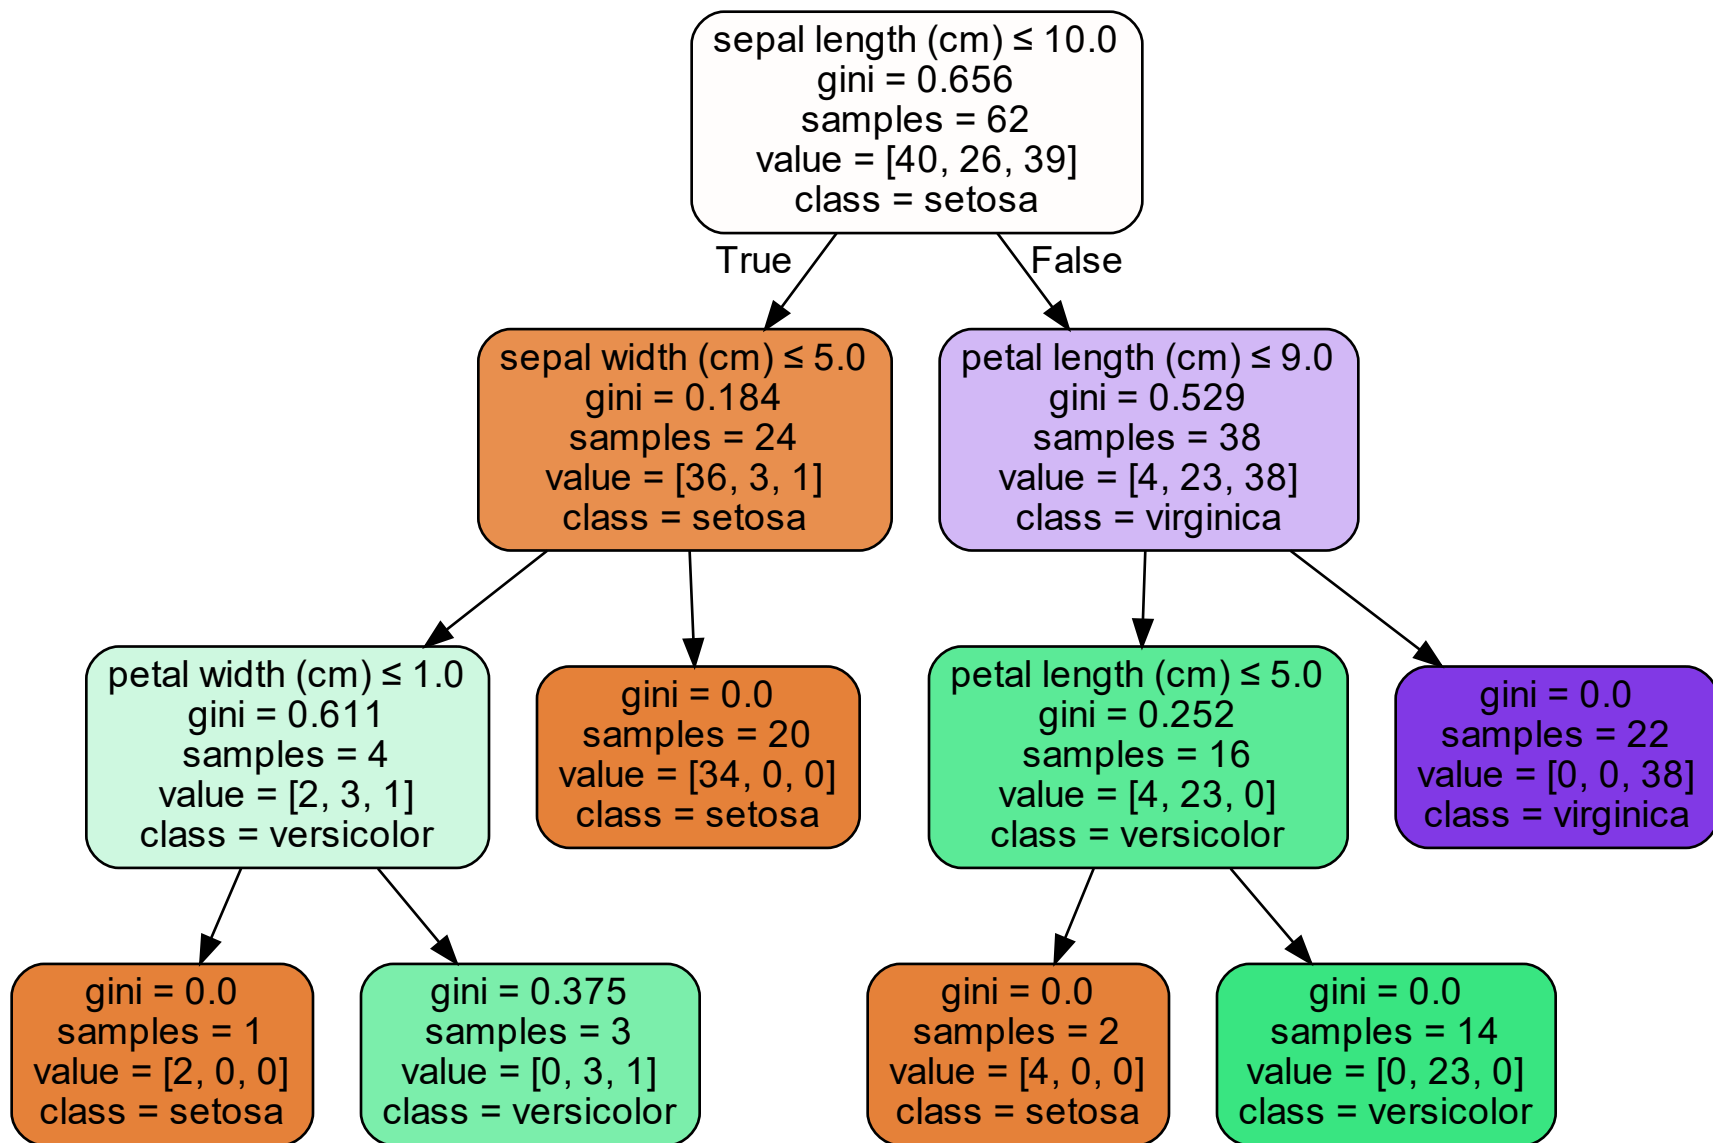 sepal length (cm) ≤ 10.0
gini = 0.656
samples = 62
value = [40, 26, 39]
class = setosa
True
False
sepal width (cm) ≤ 5.0
gini = 0.184
samples = 24
value = [36, 3, 1]
class = setosa
petal length (cm) ≤ 9.0
gini = 0.529
samples = 38
value = [4, 23, 38]
class = virginica
petal width (cm) ≤ 1.0
gini = 0.611
samples = 4
value = [2, 3, 1]
class = versicolor
gini = 0.0
samples = 20
value = [34, 0, 0]
class = setosa
petal length (cm) ≤ 5.0
gini = 0.252
samples = 16
value = [4, 23, 0]
class = versicolor
gini = 0.0
samples = 22
value = [0, 0, 38]
class = virginica
gini = 0.0
samples = 1
value = [2, 0, 0]
class = setosa
gini = 0.375
samples = 3
value = [0, 3, 1]
class = versicolor
gini = 0.0
samples = 2
value = [4, 0, 0]
class = setosa
gini = 0.0
samples = 14
value = [0, 23, 0]
class = versicolor